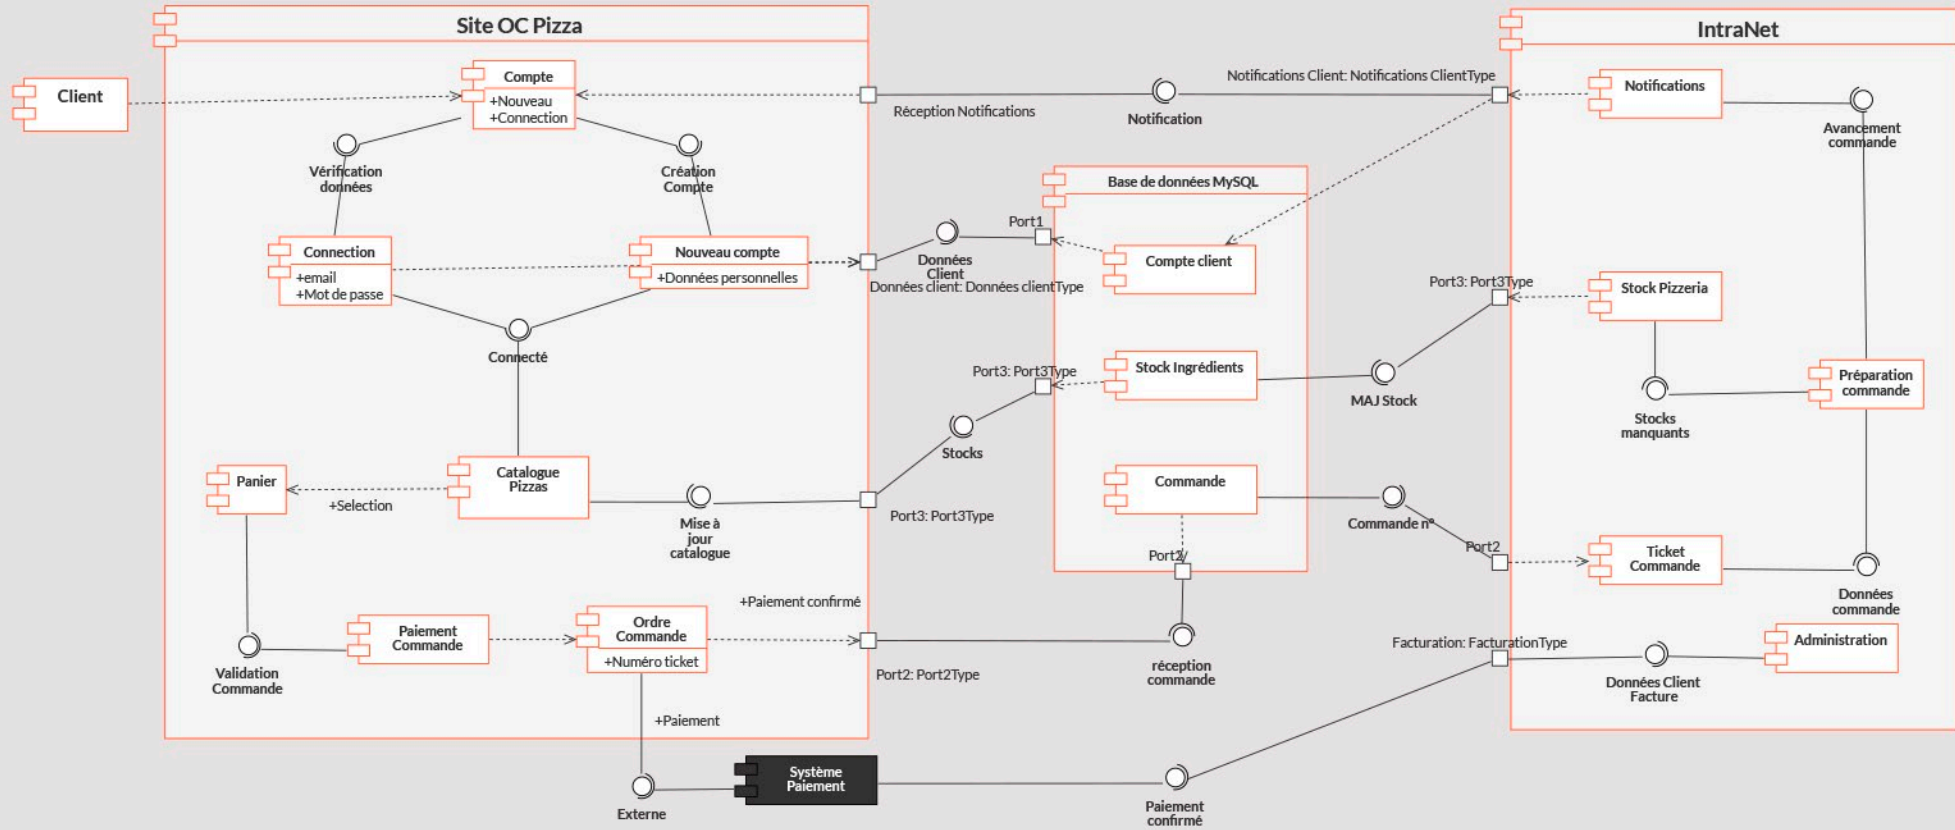 Site OC Pizza
IntraNet
Client
Compte
+Nouveau
+Connection
Réception Notifications
Notification
Notifications Client: Notifications ClientType
Notifications
Avancement
commande
Vérification
données
Création
Compte
Base de données MySQL
Connection
+email
+Mot de passe
Nouveau compte
+Données personnelles
Port1
Données
Client
Données client: Données clientType
Compte client
Port3: Port3Type
Stock Pizzeria
Connecté
Port3: Port3Type
Stock Ingrédients
MAJ Stock
Préparation
commande
Stocks
manquants
Stocks
Panier
+Selection
Catalogue
Pizzas
Mise à
jour
catalogue
Port3: Port3Type
Commande
Commande n°
Port2
Port2
Ticket
Commande
Données
commande
+Paiement confirmé
Validation
Commande
Paiement
Commande
Ordre
Commande
+Numéro ticket
Port2: Port2Type
réception
commande
Facturation: FacturationType
Administration
Données Client
Facture
+Paiement
Externe
Système
Paiement
Paiement
confirmé